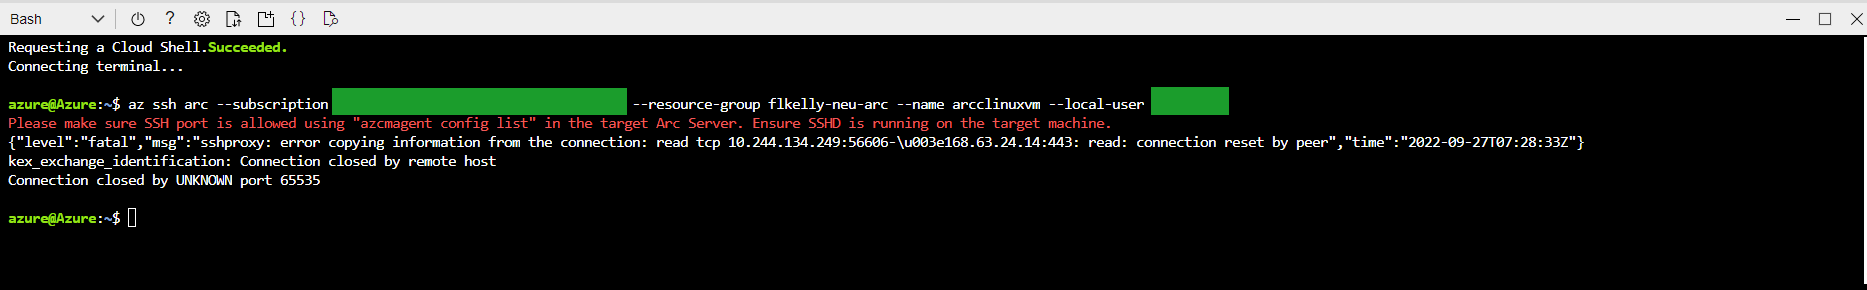 Bash
Requesting a Cloud Shell.Succeeded.
Connecting terminal...
azure@Azure:~$ az ssh arc --subscription --resource-group flkelly-neu-arc --name arcclinuxvm --local-user
Please make sure SSH port is allowed using "azcmagent config list" in the target Arc Server. Ensure SSHD is running on the target machine.
{"level":"fatal","msg":"sshproxy: error copying information from the connection: read tcp 10.244.134.249:56606-\u003e168.63.24.14:443: read: connection reset by peer","time":"2022-09-27T07:28:33Z"}
kex_exchange_identification: Connection closed by remote host
Connection closed by UNKNOWN port 65535
azure@Azure:~$